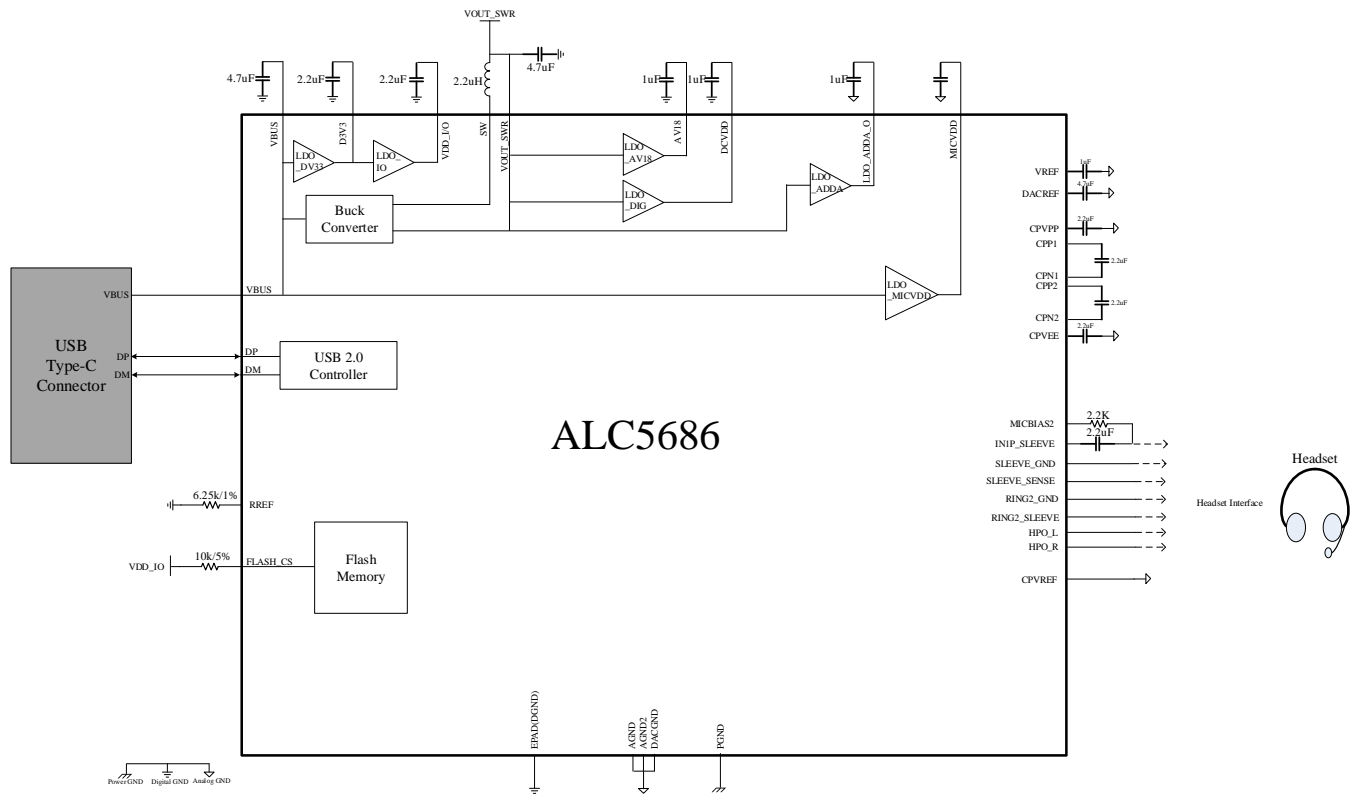 VOUT_SWR
4.7uF
2.2uF
2.2uF
2.2uH
4.7uF
1uF
1uF
1uF
VBUS
D3V3
VDD_I/O
SW
VOUT_SWR
AV18
DCVDD
LDO_ADDA_O
MICVDD
LDO
_DV33
LDO_
IO
LDO
_AV18
LDO
_DIG
LDO
_ADDA
Buck
Converter
LDO
_MICVDD
VREF
1uF
DACREF
4.7uF
CPVPP
2.2uF
CPP1
2.2uF
CPN1
CPP2
2.2uF
CPN2
CPVEE
2.2uF
VBUS
VBUS
USB
Type-C
Connector
DP
DM
DP
DM
USB 2.0
Controller
ALC5686
MICBIAS2
2.2K
2.2uF
IN1P_SLEEVE
SLEEVE_GND
SLEEVE_SENSE
RING2_GND
RING2_SLEEVE
HPO_L
HPO_R
CPVREF
Headset Interface
Headset
6.25k/1%
RREF
VDD_IO
10k/5%
FLASH_CS
Flash
Memory
EPAD(DGND)
AGND
AGND2
DACGND
PGND
Power GND
Digital GND
Analog GND